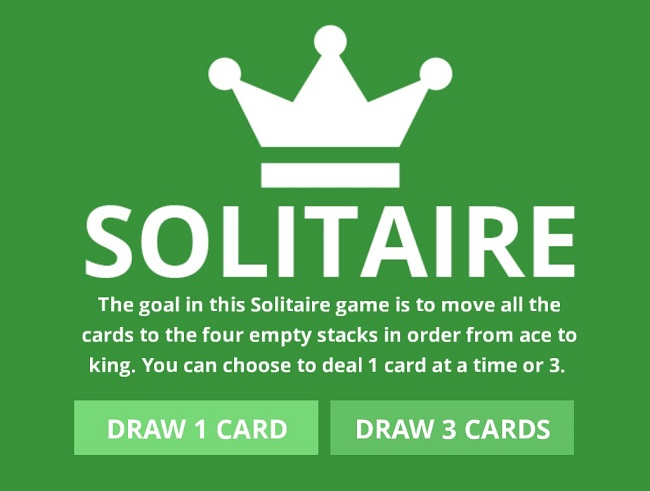 SOLITAIRE
The goal in this Solitaire game is to move all the
cards to the four empty stacks in order from ace to
king. You can choose to deal 1 card at a time or 3.
DRAW 1 CARD DRAW 3 CARDS